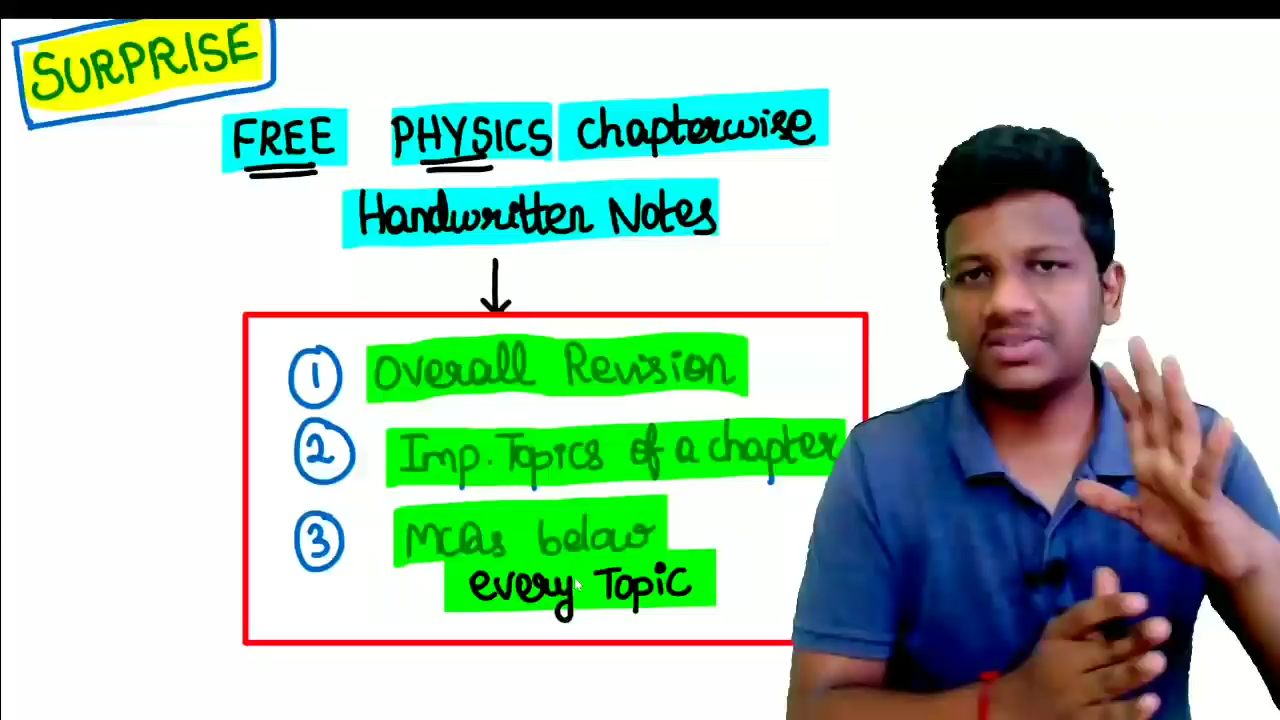 SURPRISE
FREE PHYSICS Chapterwise
Handwritten Notes
1 Overall Revision
2 Imp. Topics of a chapter
3 MCQs below
every Topic